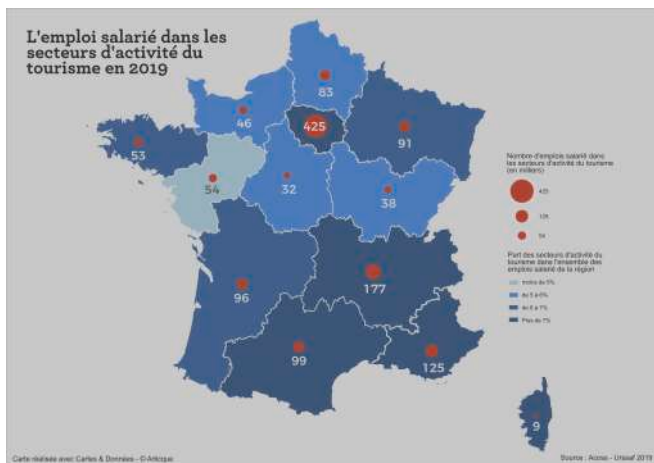 L'emploi salarié dans les
secteurs d'activité du
tourisme en 2019
83
46
425
91
53
54
32
38
96
177
99
125
9
Nombre d'emplois salarié dans
les secteurs d'activité du tourisme
(en milliers)
425
54
Part des secteurs d'activité du
tourisme dans l'ensemble des
emplois salarié de la région
moins de 5%
de 5 à 6%
de 6 à 7%
Plus de 7%
Carte réalisée avec Cartes & Données - © Articque
Source : Acoss - Urssaf 2019